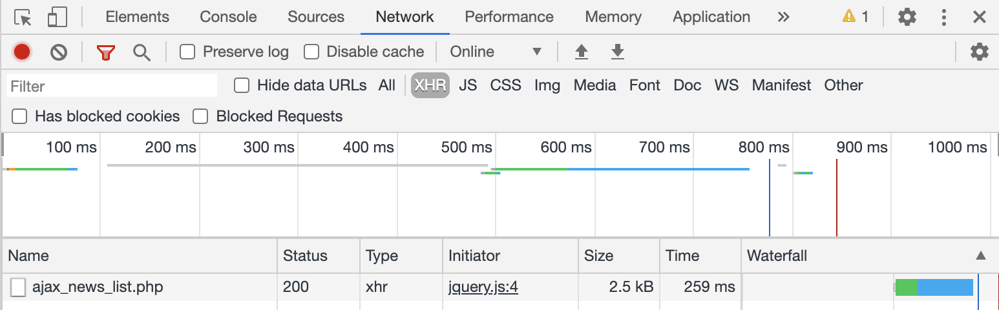 Elements Console Sources Network Performance Memory Application » 1
Preserve log Disable cache Online
Filter Hide data URLs All XHR JS CSS Img Media Font Doc WS Manifest Other
Has blocked cookies Blocked Requests
100 ms 200 ms 300 ms 400 ms 500 ms 600 ms 700 ms 800 ms 900 ms 1000 ms
Name Status Type Initiator Size Time Waterfall
ajax_news_list.php 200 xhr jquery.js:4 2.5 kB 259 ms